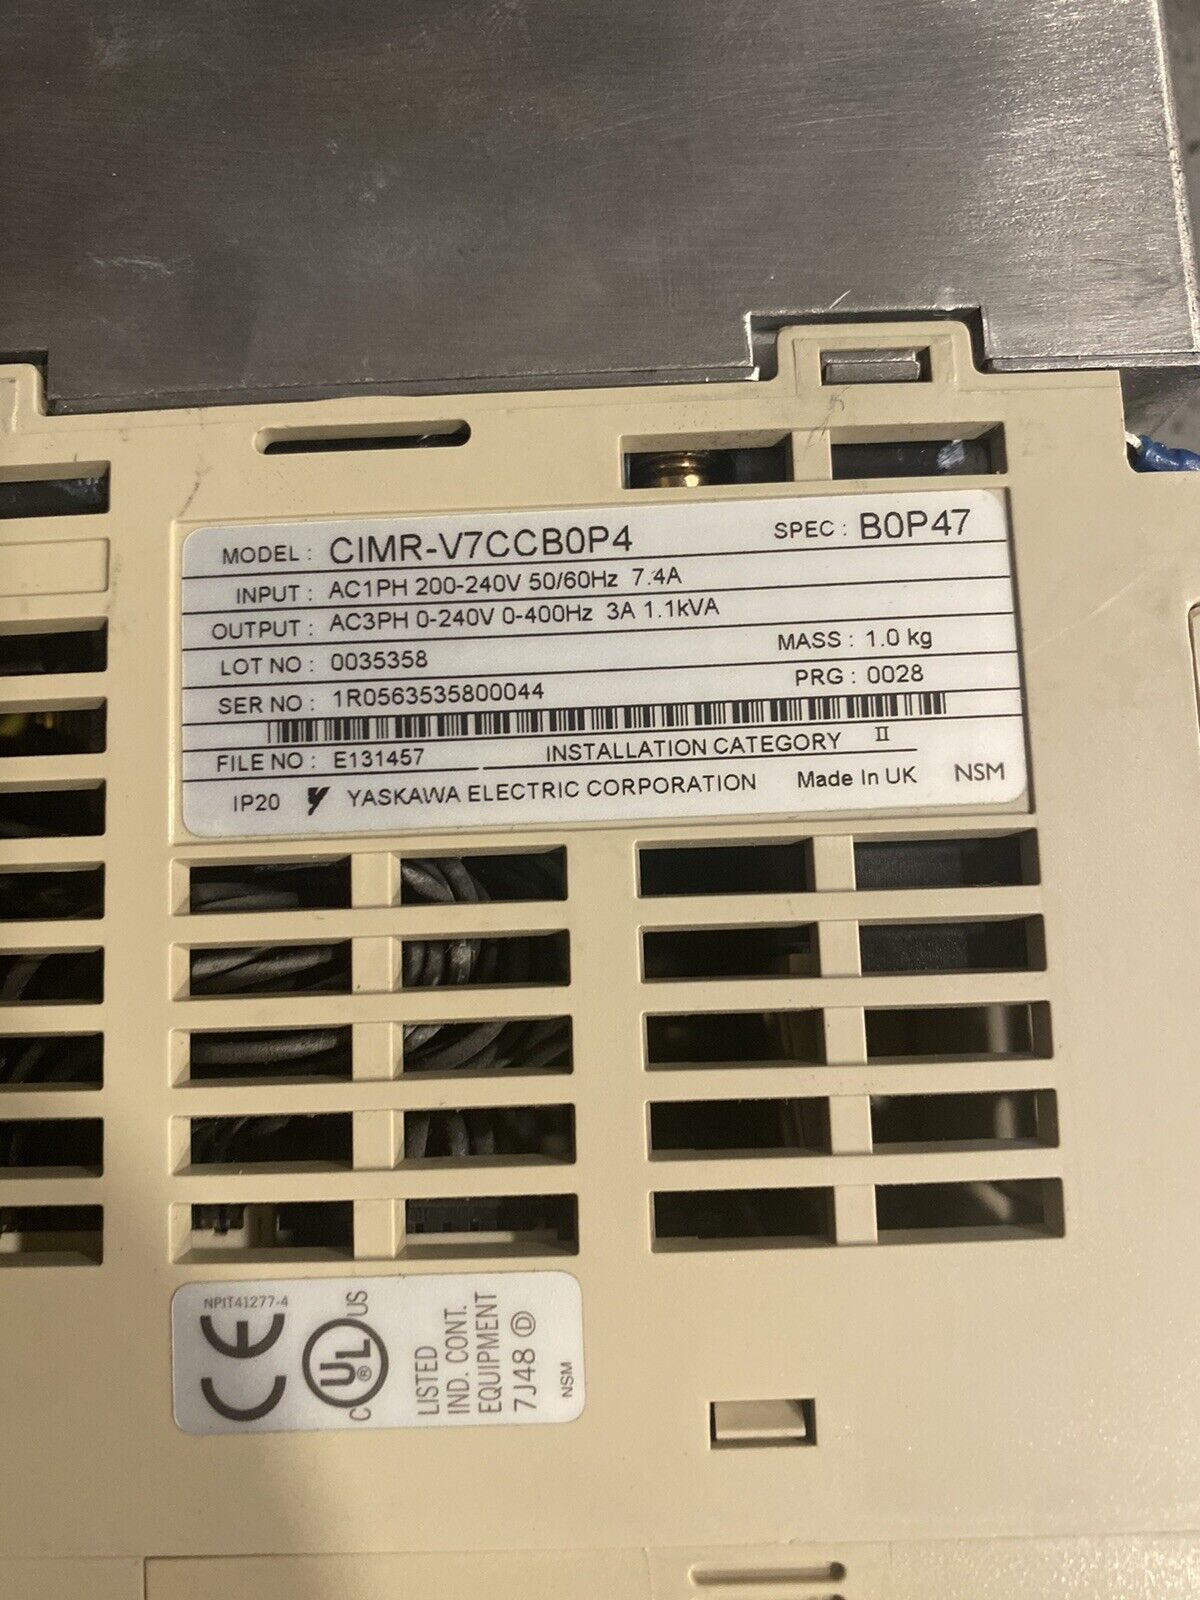 MODEL : CIMR-V7CCB0P4 SPEC : B0P47
INPUT : AC1PH 200-240V 50/60Hz 7.4A
OUTPUT : AC3PH 0-240V 0-400Hz 3A 1.1kVA
LOT NO : 0035358 MASS : 1.0 kg
SER NO : 1R0563535800044 PRG : 0028
FILE NO : E131457 INSTALLATION CATEGORY II
IP20 YASKAWA ELECTRIC CORPORATION Made In UK NSM
NPIT41277-4
CE
C UL ® US
LISTED
IND. CONT.
EQUIPMENT
7J48 D
NSM